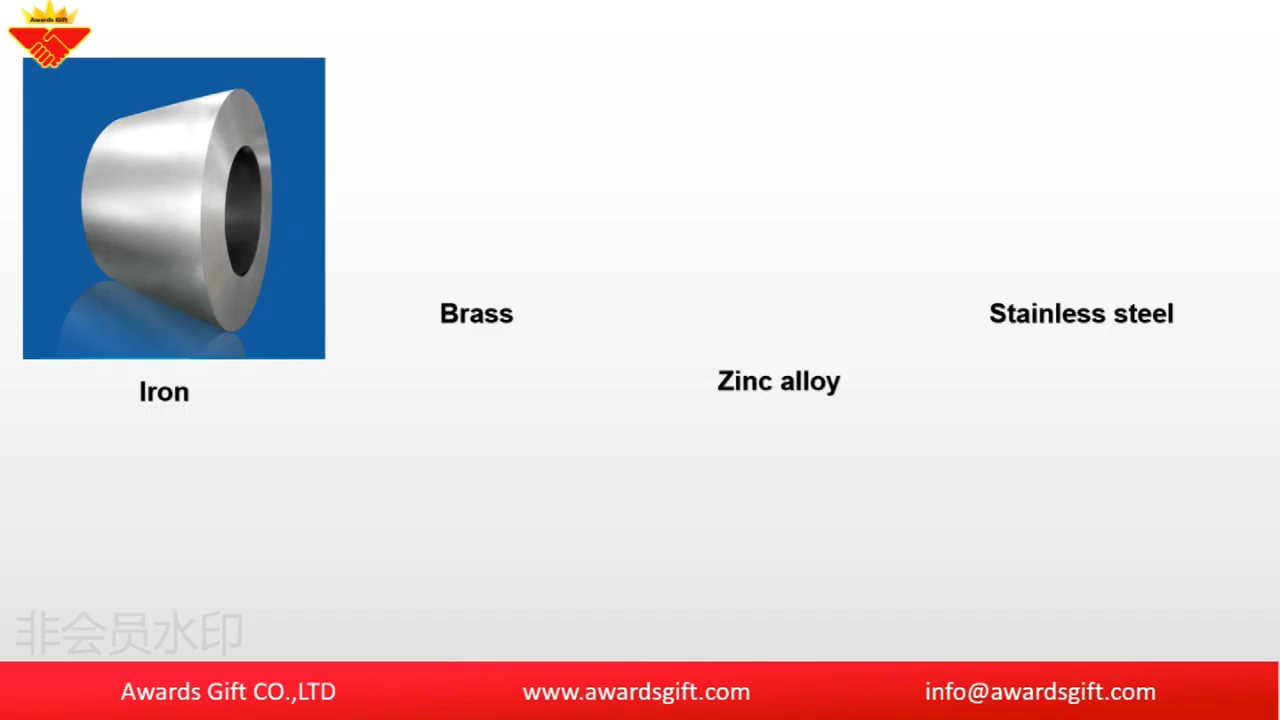 Awards Gift
Brass
Stainless steel
Zinc alloy
Iron
非会员水印
Awards Gift CO.,LTD
www.awardsgift.com
info@awardsgift.com